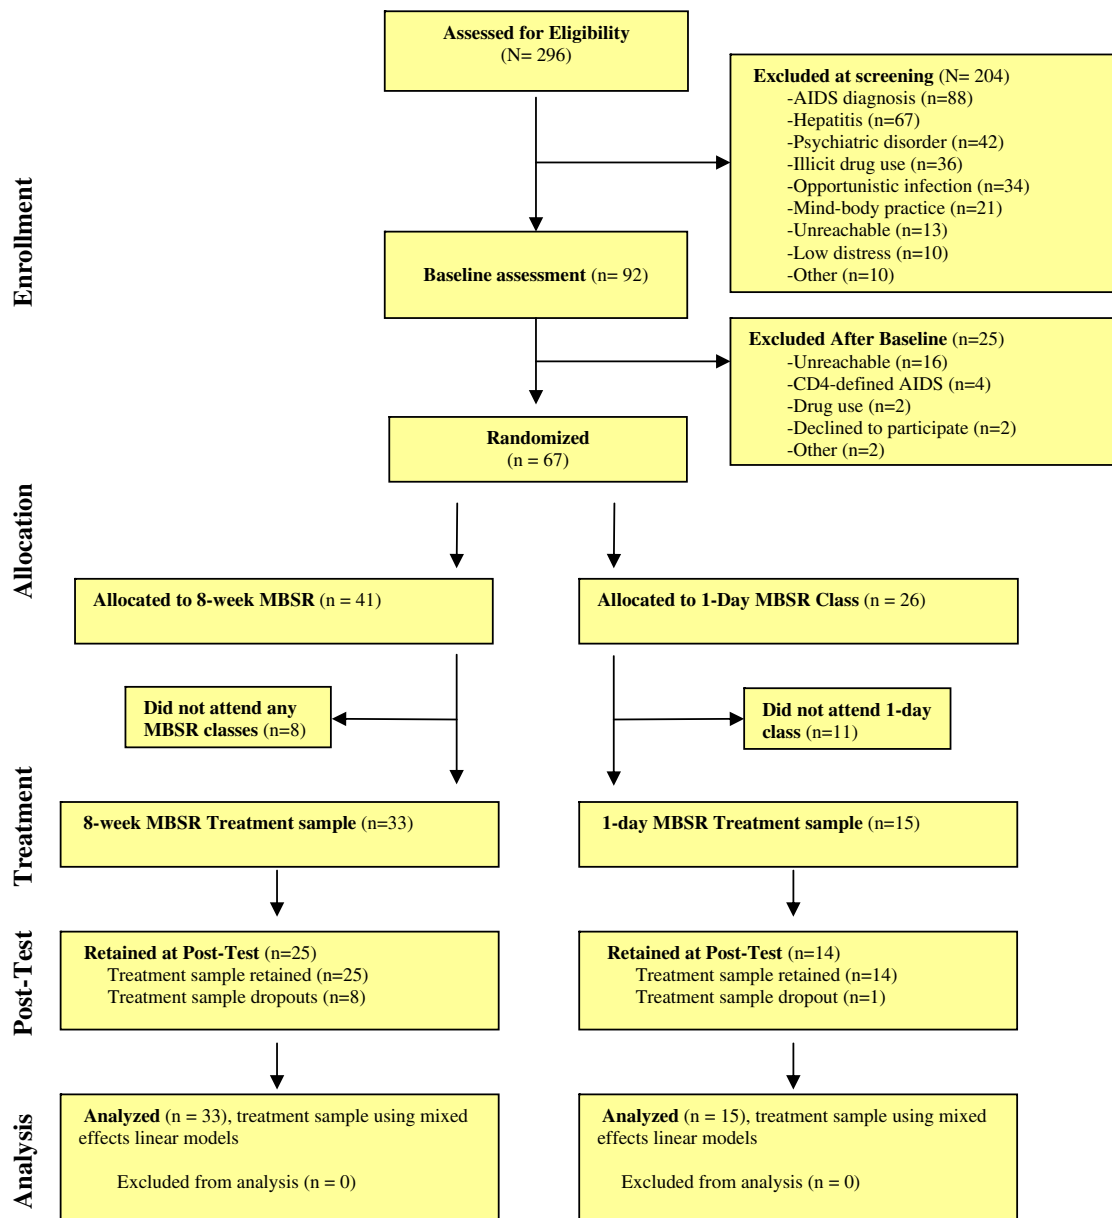 Assessed for Eligibility
(N= 296)
Excluded at screening (N= 204)
-AIDS diagnosis (n=88)
-Hepatitis (n=67)
-Psychiatric disorder (n=42)
-Illicit drug use (n=36)
-Opportunistic infection (n=34)
-Mind-body practice (n=21)
-Unreachable (n=13)
-Low distress (n=10)
-Other (n=10)
Enrollment
Baseline assessment (n= 92)
Excluded After Baseline (n=25)
-Unreachable (n=16)
-CD4-defined AIDS (n=4)
-Drug use (n=2)
-Declined to participate (n=2)
-Other (n=2)
Randomized
(n = 67)
Allocation
Allocated to 8-week MBSR (n = 41)
Allocated to 1-Day MBSR Class (n = 26)
Did not attend any
MBSR classes (n=8)
Did not attend 1-day
class (n=11)
Treatment
8-week MBSR Treatment sample (n=33)
1-day MBSR Treatment sample (n=15)
Post-Test
Retained at Post-Test (n=25)
Treatment sample retained (n=25)
Treatment sample dropouts (n=8)
Retained at Post-Test (n=14)
Treatment sample retained (n=14)
Treatment sample dropout (n=1)
Analysis
Analyzed (n = 33), treatment sample using mixed
effects linear models
Excluded from analysis (n = 0)
Analyzed (n = 15), treatment sample using mixed
effects linear models
Excluded from analysis (n = 0)